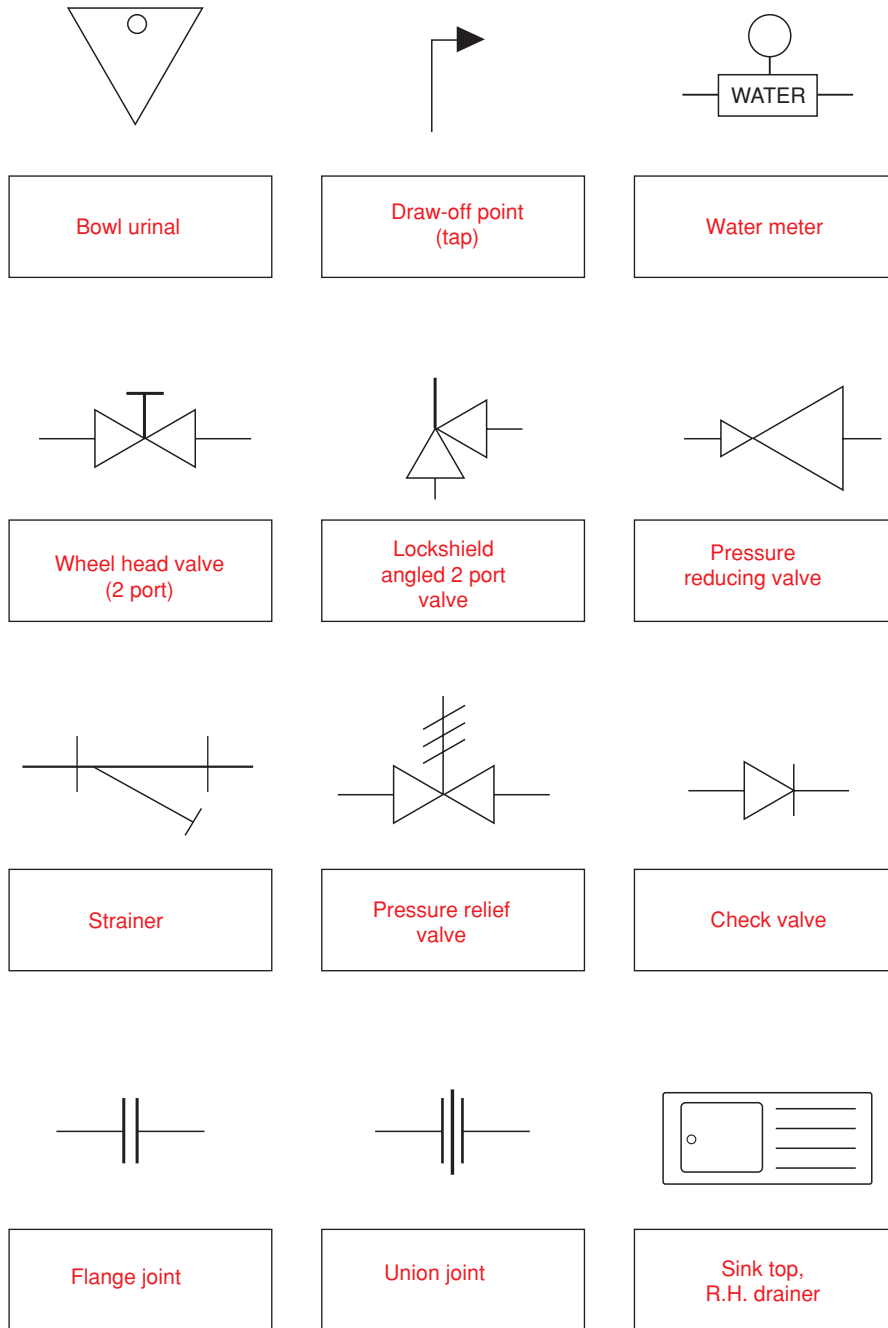 WATER
Bowl urinal
Draw-off point
(tap)
Water meter
Wheel head valve
(2 port)
Lockshield
angled 2 port
valve
Pressure
reducing valve
Strainer
Pressure relief
valve
Check valve
Flange joint
Union joint
Sink top,
R.H. drainer